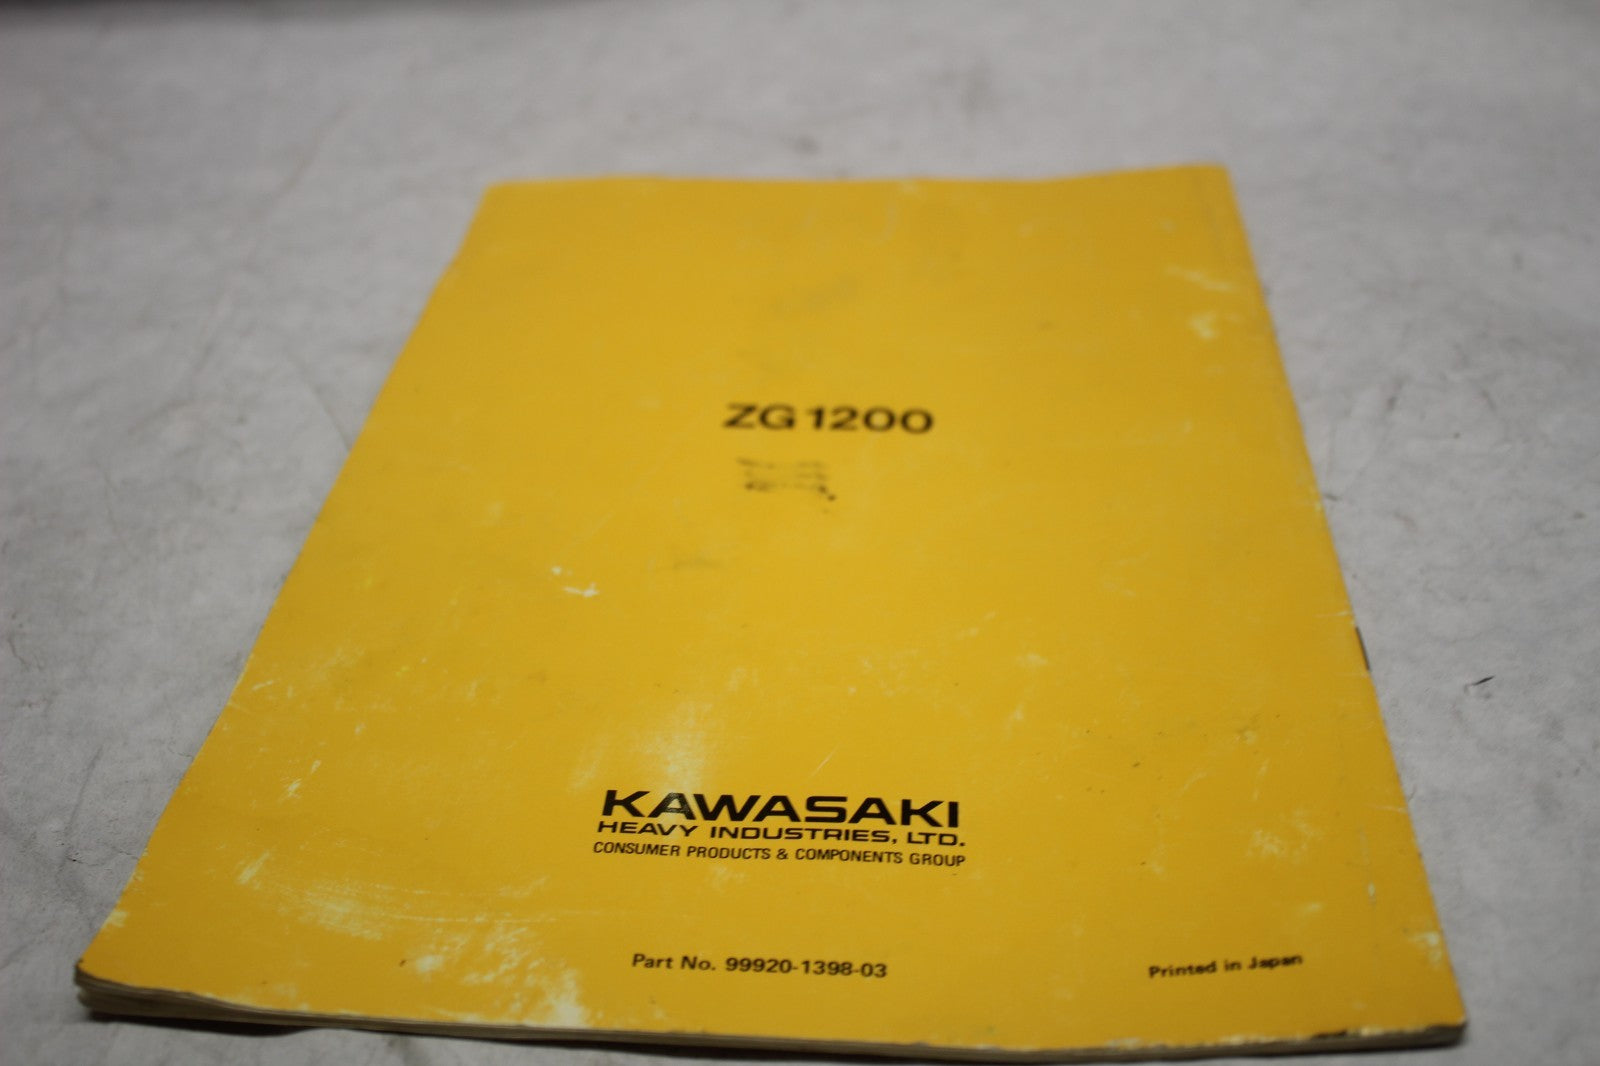 ZG1200
KAWASAKI
HEAVY INDUSTRIES, LTD.
CONSUMER PRODUCTS & COMPONENTS GROUP
Part No. 99920-1398-03
Printed in Japan